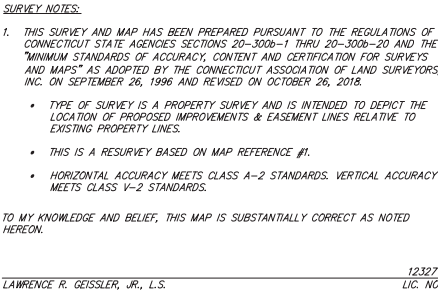 SURVEY NOTES:
1. THIS SURVEY AND MAP HAS BEEN PREPARED PURSUANT TO THE REGULATIONS OF
CONNECTICUT STATE AGENCIES SECTIONS 20-300b-1 THRU 20-300b-20 AND THE
"MINIMUM STANDARDS OF ACCURACY, CONTENT AND CERTIFICATION FOR SURVEYS
AND MAPS" AS ADOPTED BY THE CONNECTICUT ASSOCIATION OF LAND SURVEYORS,
INC. ON SEPTEMBER 26, 1996 AND REVISED ON OCTOBER 26, 2018.
• TYPE OF SURVEY IS A PROPERTY SURVEY AND IS INTENDED TO DEPICT THE
LOCATION OF PROPOSED IMPROVEMENTS & EASEMENT LINES RELATIVE TO
EXISTING PROPERTY LINES.
• THIS IS A RESURVEY BASED ON MAP REFERENCE #1.
• HORIZONTAL ACCURACY MEETS CLASS A-2 STANDARDS. VERTICAL ACCURACY
MEETS CLASS V-2 STANDARDS.
TO MY KNOWLEDGE AND BELIEF, THIS MAP IS SUBSTANTIALLY CORRECT AS NOTED
HEREON.
12327
LAWRENCE R. GEISSLER, JR., L.S. LIC. NO